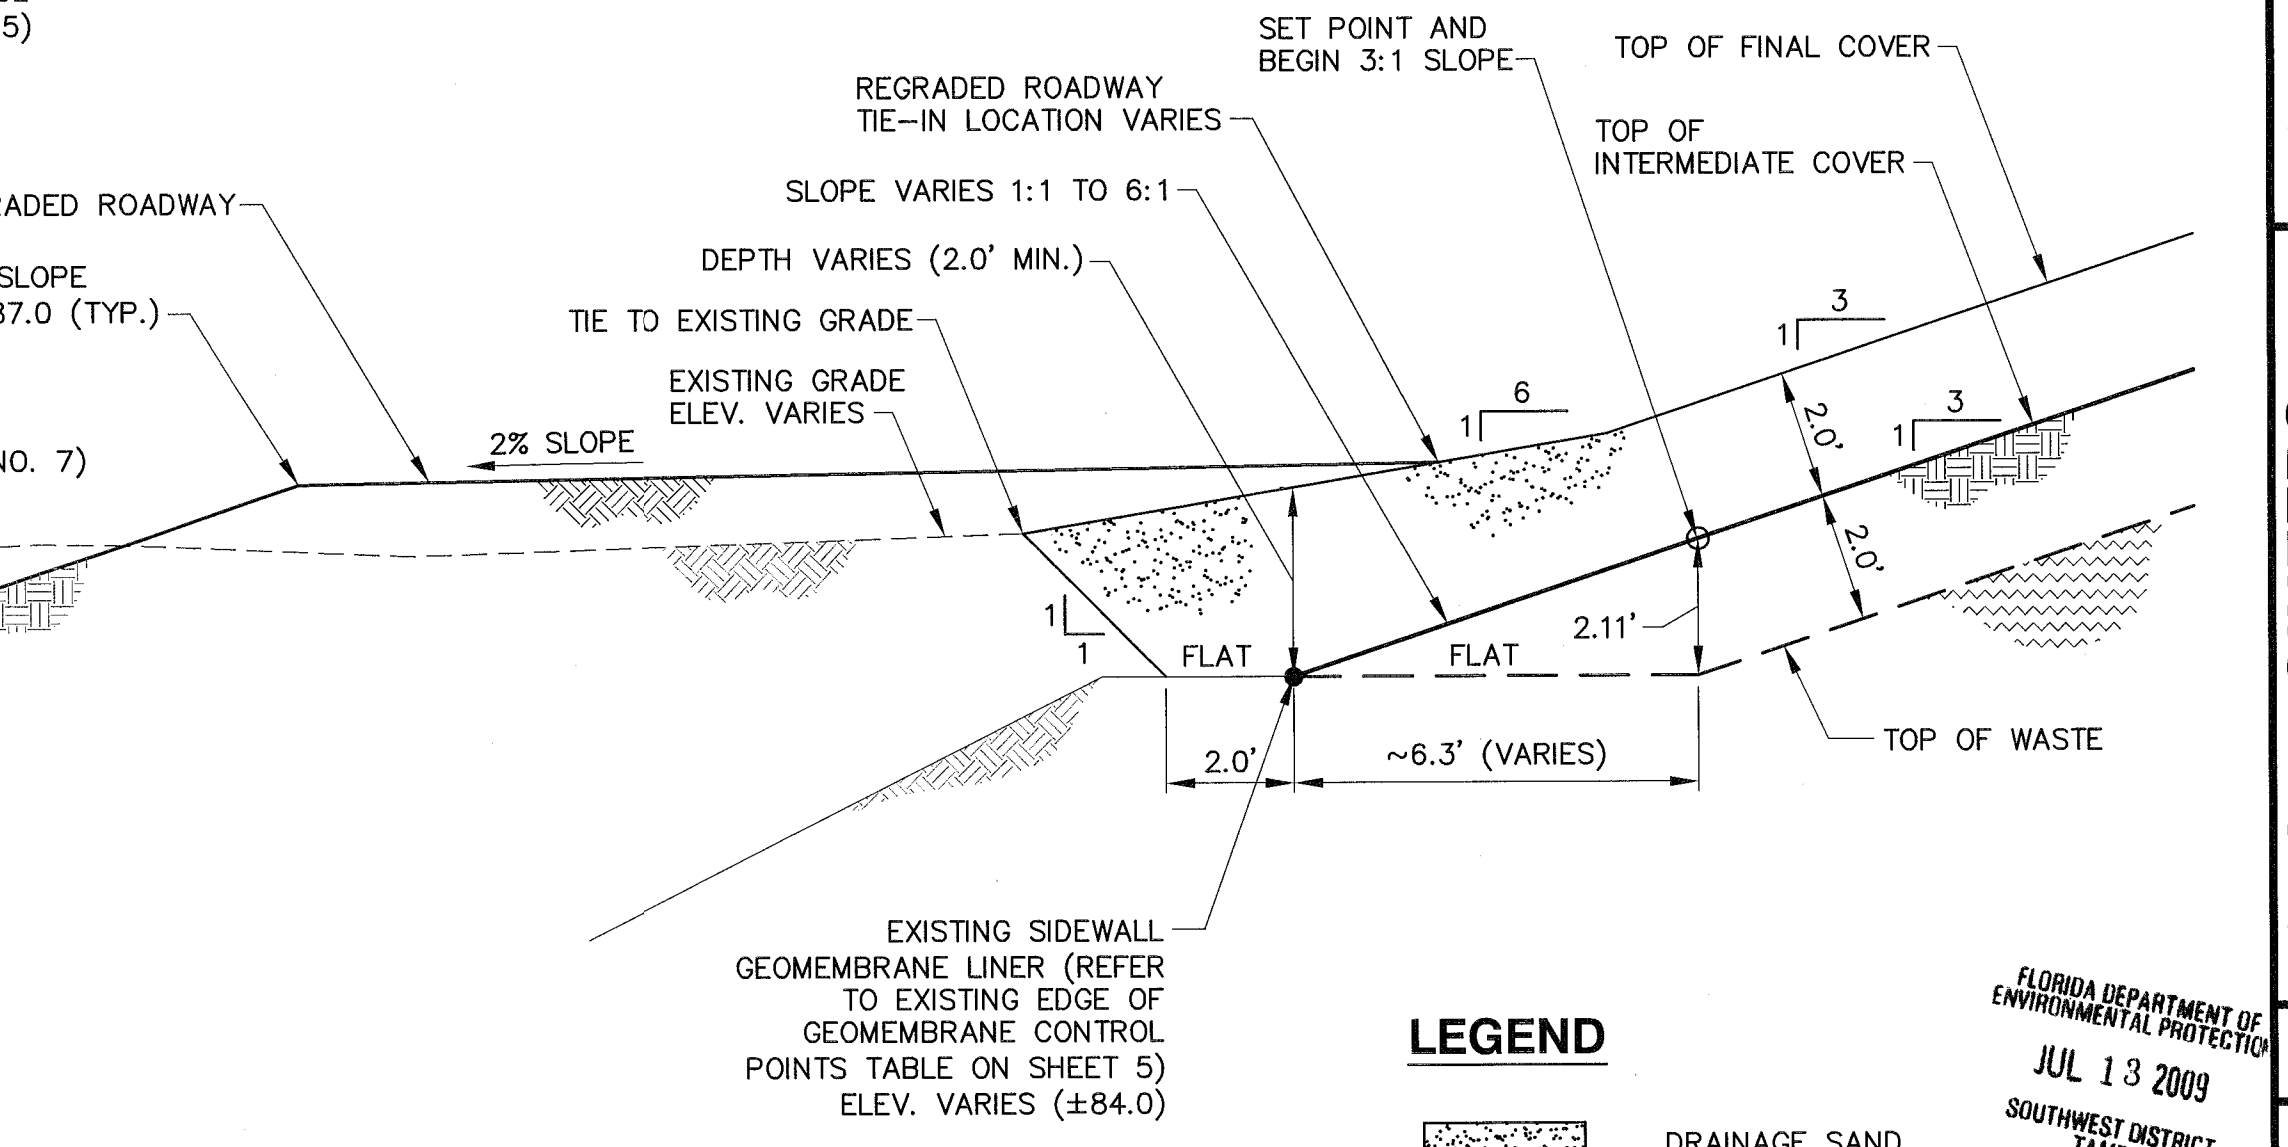 5)
SET POINT AND
BEGIN 3:1 SLOPE
TOP OF FINAL COVER
REGRADED ROADWAY
TIE-IN LOCATION VARIES
TOP OF
INTERMEDIATE COVER
SLOPE VARIES 1:1 TO 6:1
ROADWAY
DEPTH VARIES (2.0' MIN.)
SLOPE
87.0 (TYP.)
TIE TO EXISTING GRADE
3
1
EXISTING GRADE
ELEV. VARIES
6
1
2.0'
3
1
2% SLOPE
NO. 7)
2.0'
1
1
2.11'
FLAT
FLAT
2.0'
~6.3' (VARIES)
TOP OF WASTE
EXISTING SIDEWALL
GEOMEMBRANE LINER (REFER
TO EXISTING EDGE OF
GEOMEMBRANE CONTROL
POINTS TABLE ON SHEET 5)
ELEV. VARIES (±84.0)
LEGEND
DRAINAGE SAND
FLORIDA DEPARTMENT OF
ENVIRONMENTAL PROTECTION
JUL 13 2009
SOUTHWEST DISTRICT